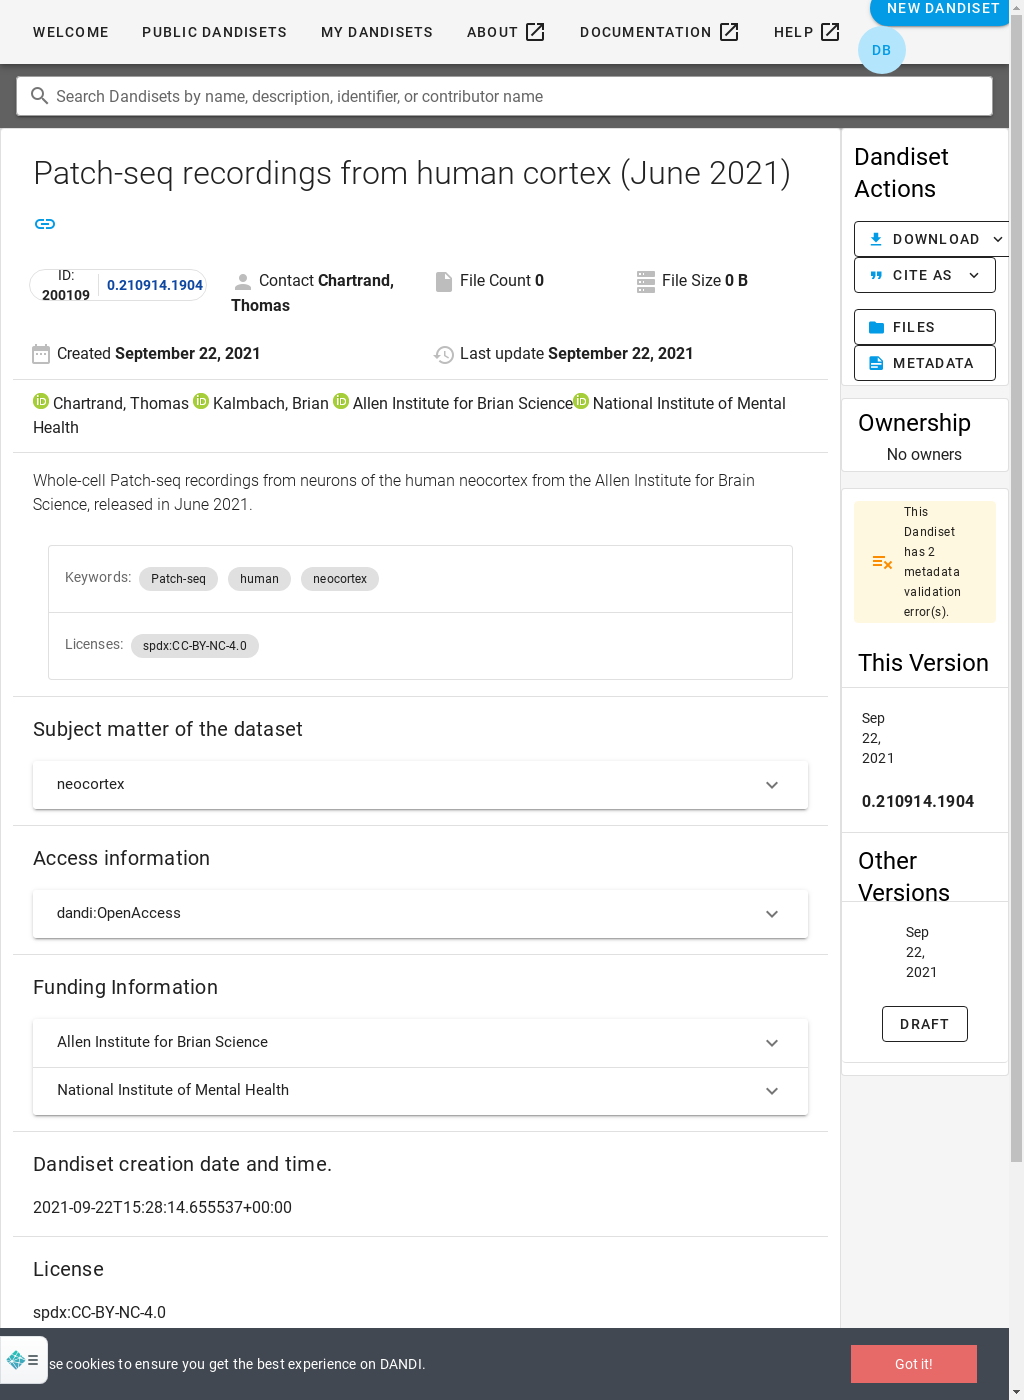 WELCOME
PUBLIC DANDISETS
MY DANDISETS
ABOUT
DOCUMENTATION
HELP
NEW DANDISET
DB
Search Dandisets by name, description, identifier, or contributor name
Patch-seq recordings from human cortex (June 2021)
ID:
200109
0.210914.1904
Contact Chartrand,
Thomas
File Count 0
File Size 0 B
Created September 22, 2021
Last update September 22, 2021
Chartrand, Thomas Kalmbach, Brian Allen Institute for Brian Science National Institute of Mental
Health
Whole-cell Patch-seq recordings from neurons of the human neocortex from the Allen Institute for Brain
Science, released in June 2021.
Keywords: Patch-seq human neocortex
Licenses: spdx:CC-BY-NC-4.0
Subject matter of the dataset
neocortex
Access information
dandi:OpenAccess
Funding Information
Allen Institute for Brian Science
National Institute of Mental Health
Dandiset creation date and time.
2021-09-22T15:28:14.655537+00:00
License
spdx:CC-BY-NC-4.0
Dandiset
Actions
DOWNLOAD
CITE AS
FILES
METADATA
Ownership
No owners
This
Dandiset
has 2
metadata
validation
error(s).
This Version
Sep
22,
2021
0.210914.1904
Other
Versions
Sep
22,
2021
DRAFT
se cookies to ensure you get the best experience on DANDI.
Got it!